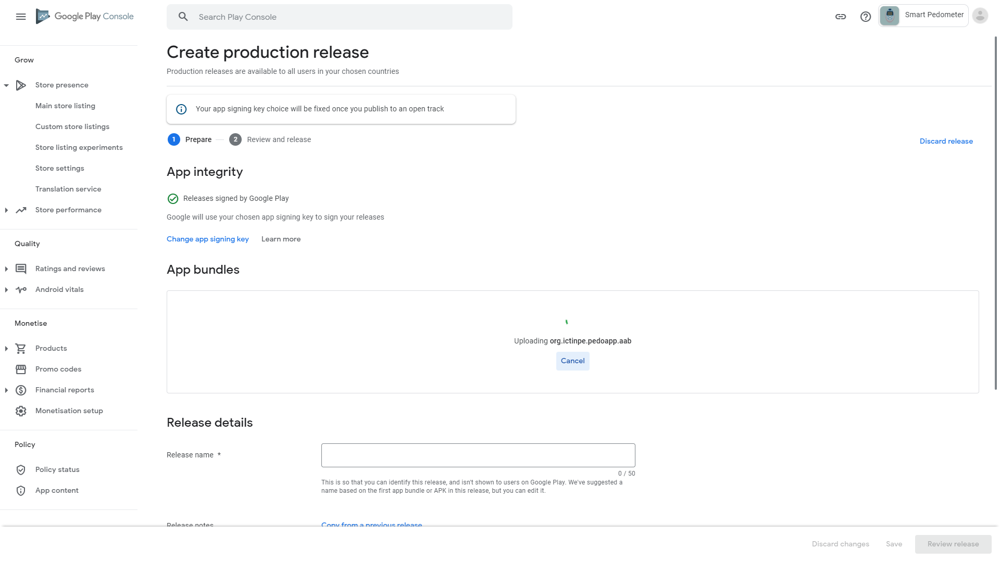 Google Play Console
Search Play Console
Smart Pedometer
Grow
Store presence
Main store listing
Custom store listings
Store listing experiments
Store settings
Translation service
Store performance
Quality
Ratings and reviews
Android vitals
Monetise
Products
Promo codes
Financial reports
Monetisation setup
Policy
Policy status
App content
Create production release
Production releases are available to all users in your chosen countries
Your app signing key choice will be fixed once you publish to an open track
1 Prepare 2 Review and release
Discard release
App integrity
Releases signed by Google Play
Google will use your chosen app signing key to sign your releases
Change app signing key Learn more
App bundles
Uploading org.ictinpe.pedoapp.aab
Cancel
Release details
Release name *
0 / 50
This is so that you can identify this release, and isn't shown to users on Google Play. We've suggested a
name based on the first app bundle or APK in this release, but you can edit it.
Release notes
Copy from a previous release
Discard changes Save Review release